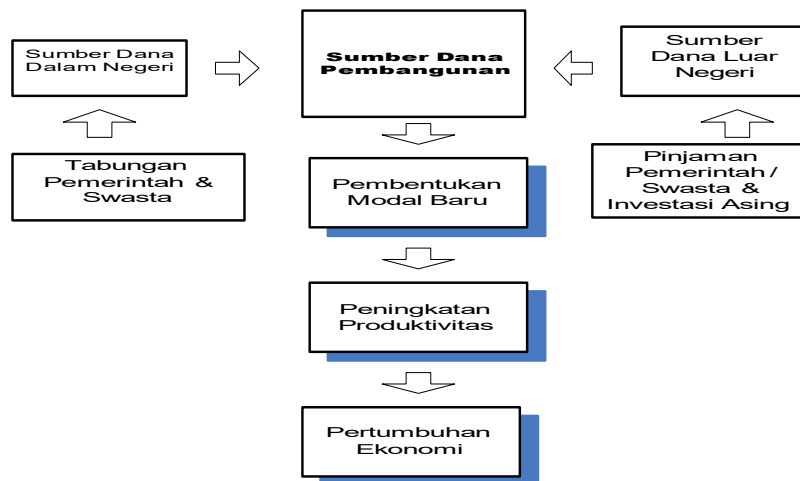 Sumber Dana
Dalam Negeri
Sumber Dana
Pembangunan
Sumber
Dana Luar
Negeri
Tabungan
Pemerintah & 
Swasta
Pembentukan
Modal Baru
Pinjaman
Pemerintah /
Swasta &
Investasi Asing
Peningkatan
Produktivitas
Pertumbuhan
Ekonomi